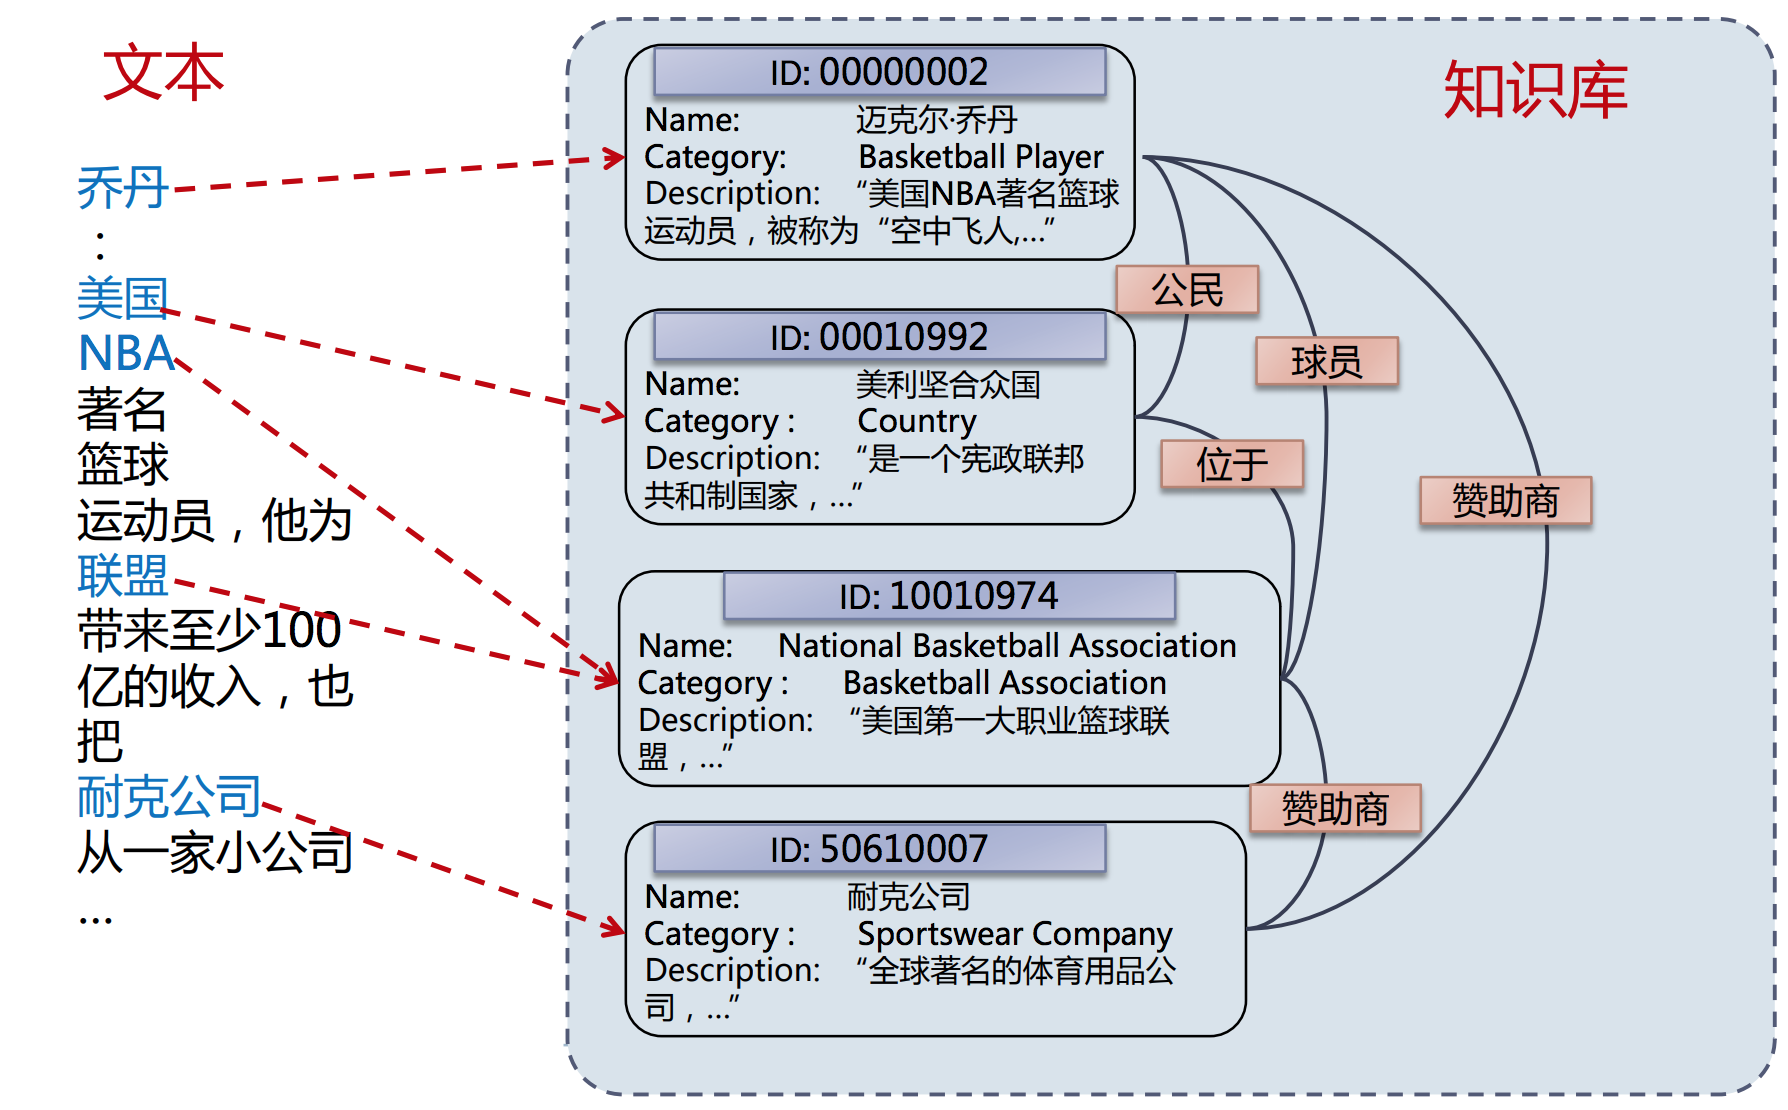 文本
乔丹
：
美国
NBA
著名
篮球
运动员，他为
联盟
带来至少100
亿的收入，也
把
耐克公司
从一家小公司
...
知识库
ID: 00000002
Name: 迈克尔·乔丹
Category: Basketball Player
Description: “美国NBA著名篮球
运动员，被称为“空中飞人,...”
公民
ID: 00010992
Name: 美利坚合众国
Category : Country
Description: “是一个宪政联邦
共和制国家，...”
球员
位于
赞助商
ID: 10010974
Name: National Basketball Association
Category : Basketball Association
Description: “美国第一大职业篮球联
盟，...”
赞助商
ID: 50610007
Name: 耐克公司
Category : Sportswear Company
Description: “全球著名的体育用品公
司，...”